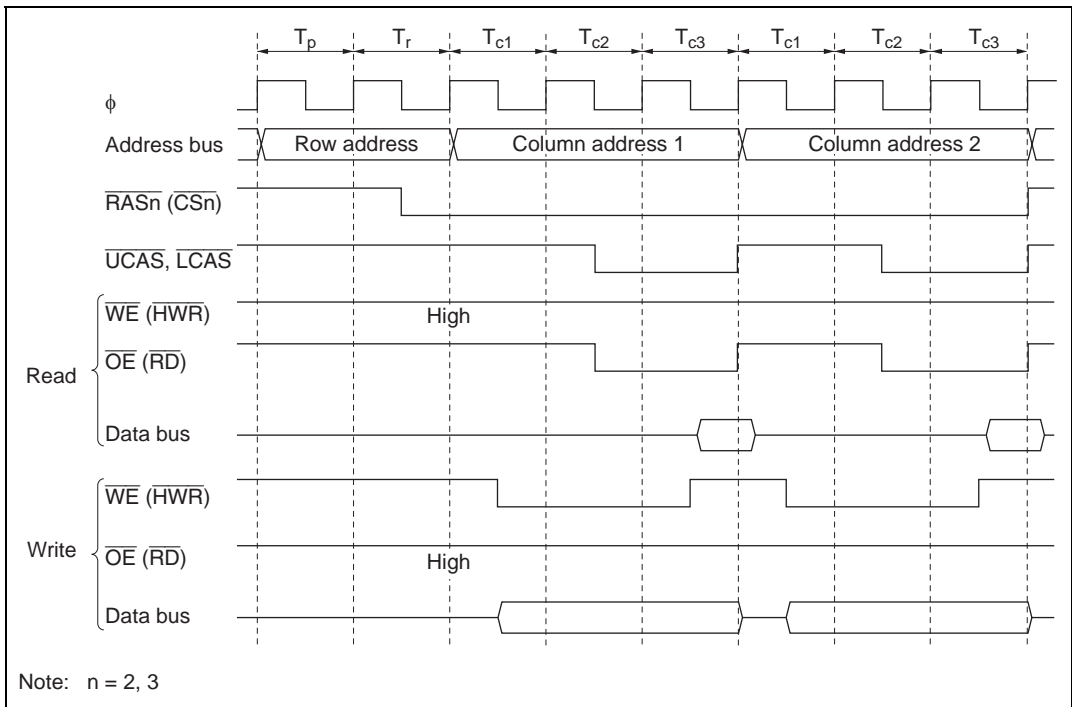 Tp Tr Tc1 Tc2 Tc3 Tc1 Tc2 Tc3
ϕ
Address bus Row address Column address 1 Column address 2
RASn (CSn)
UCAS, LCAS
Read
WE (HWR) High
OE (RD)
Data bus
Write
WE (HWR)
OE (RD) High
Data bus
Note: n = 2, 3